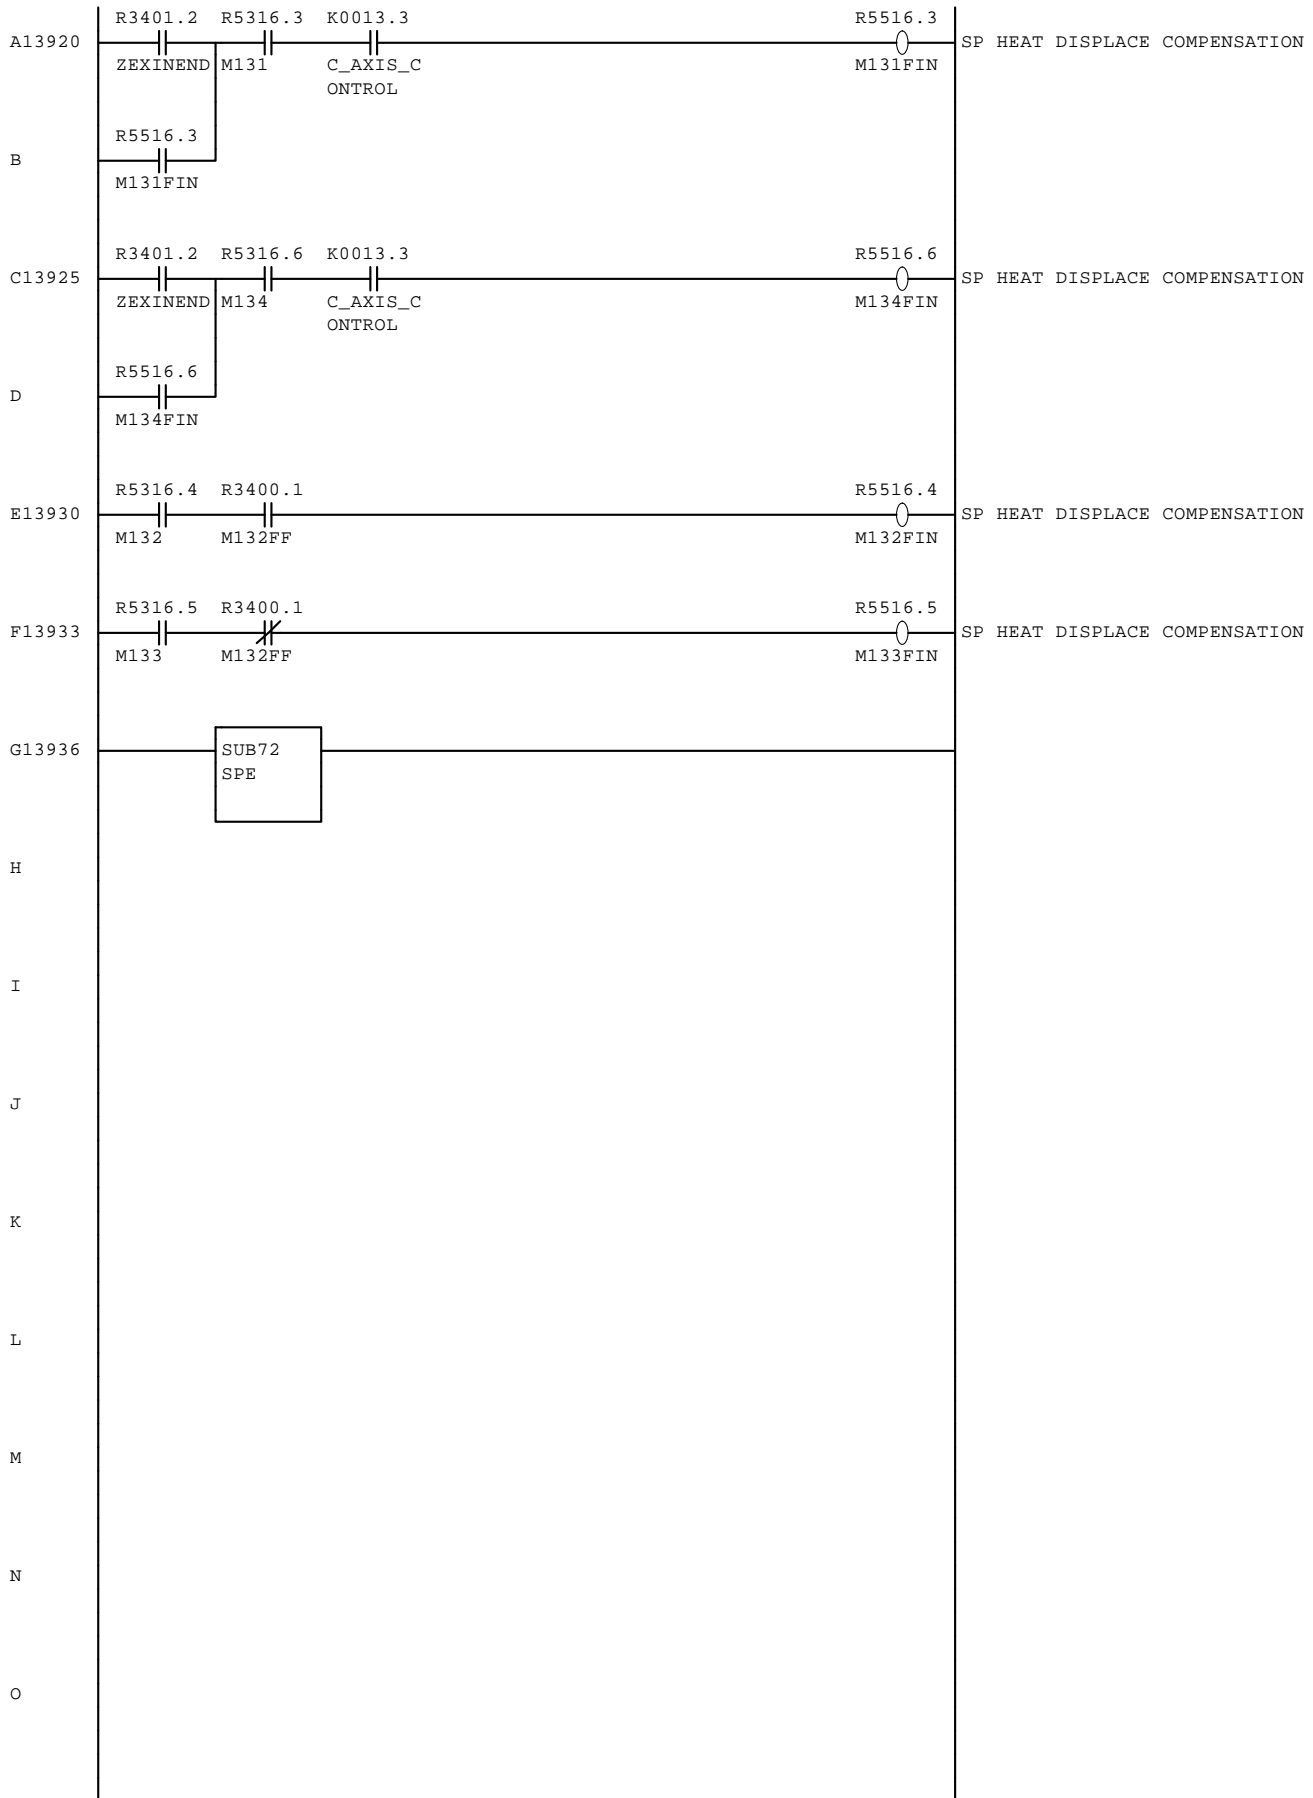 R3401.2 R5316.3 K0013.3 R5516.3
A13920 SP HEAT DISPLACE COMPENSATION
ZEXINEND M131 C_AXIS_C M131FIN
ONTROL
R5516.3
B
M131FIN
R3401.2 R5316.6 K0013.3 R5516.6
C13925 SP HEAT DISPLACE COMPENSATION
ZEXINEND M134 C_AXIS_C M134FIN
ONTROL
R5516.6
D
M134FIN
R5316.4 R3400.1 R5516.4
E13930 SP HEAT DISPLACE COMPENSATION
M132 M132FF M132FIN
R5316.5 R3400.1 R5516.5
F13933 SP HEAT DISPLACE COMPENSATION
M133 M132FF M133FIN
G13936 SUB72
SPE
H
I
J
K
L
M
N
O